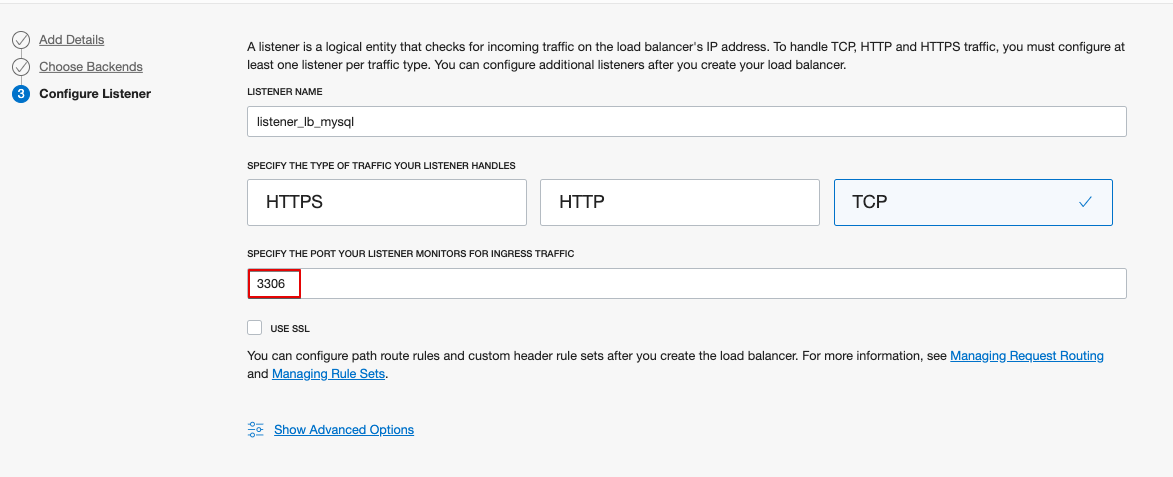 Add Details
Choose Backends
3 Configure Listener
A listener is a logical entity that checks for incoming traffic on the load balancer's IP address. To handle TCP, HTTP and HTTPS traffic, you must configure at
least one listener per traffic type. You can configure additional listeners after you create your load balancer.
LISTENER NAME
listener_lb_mysql
SPECIFY THE TYPE OF TRAFFIC YOUR LISTENER HANDLES
HTTPS HTTP TCP
SPECIFY THE PORT YOUR LISTENER MONITORS FOR INGRESS TRAFFIC
3306
USE SSL
You can configure path route rules and custom header rule sets after you create the load balancer. For more information, see Managing Request Routing
and Managing Rule Sets.
Show Advanced Options